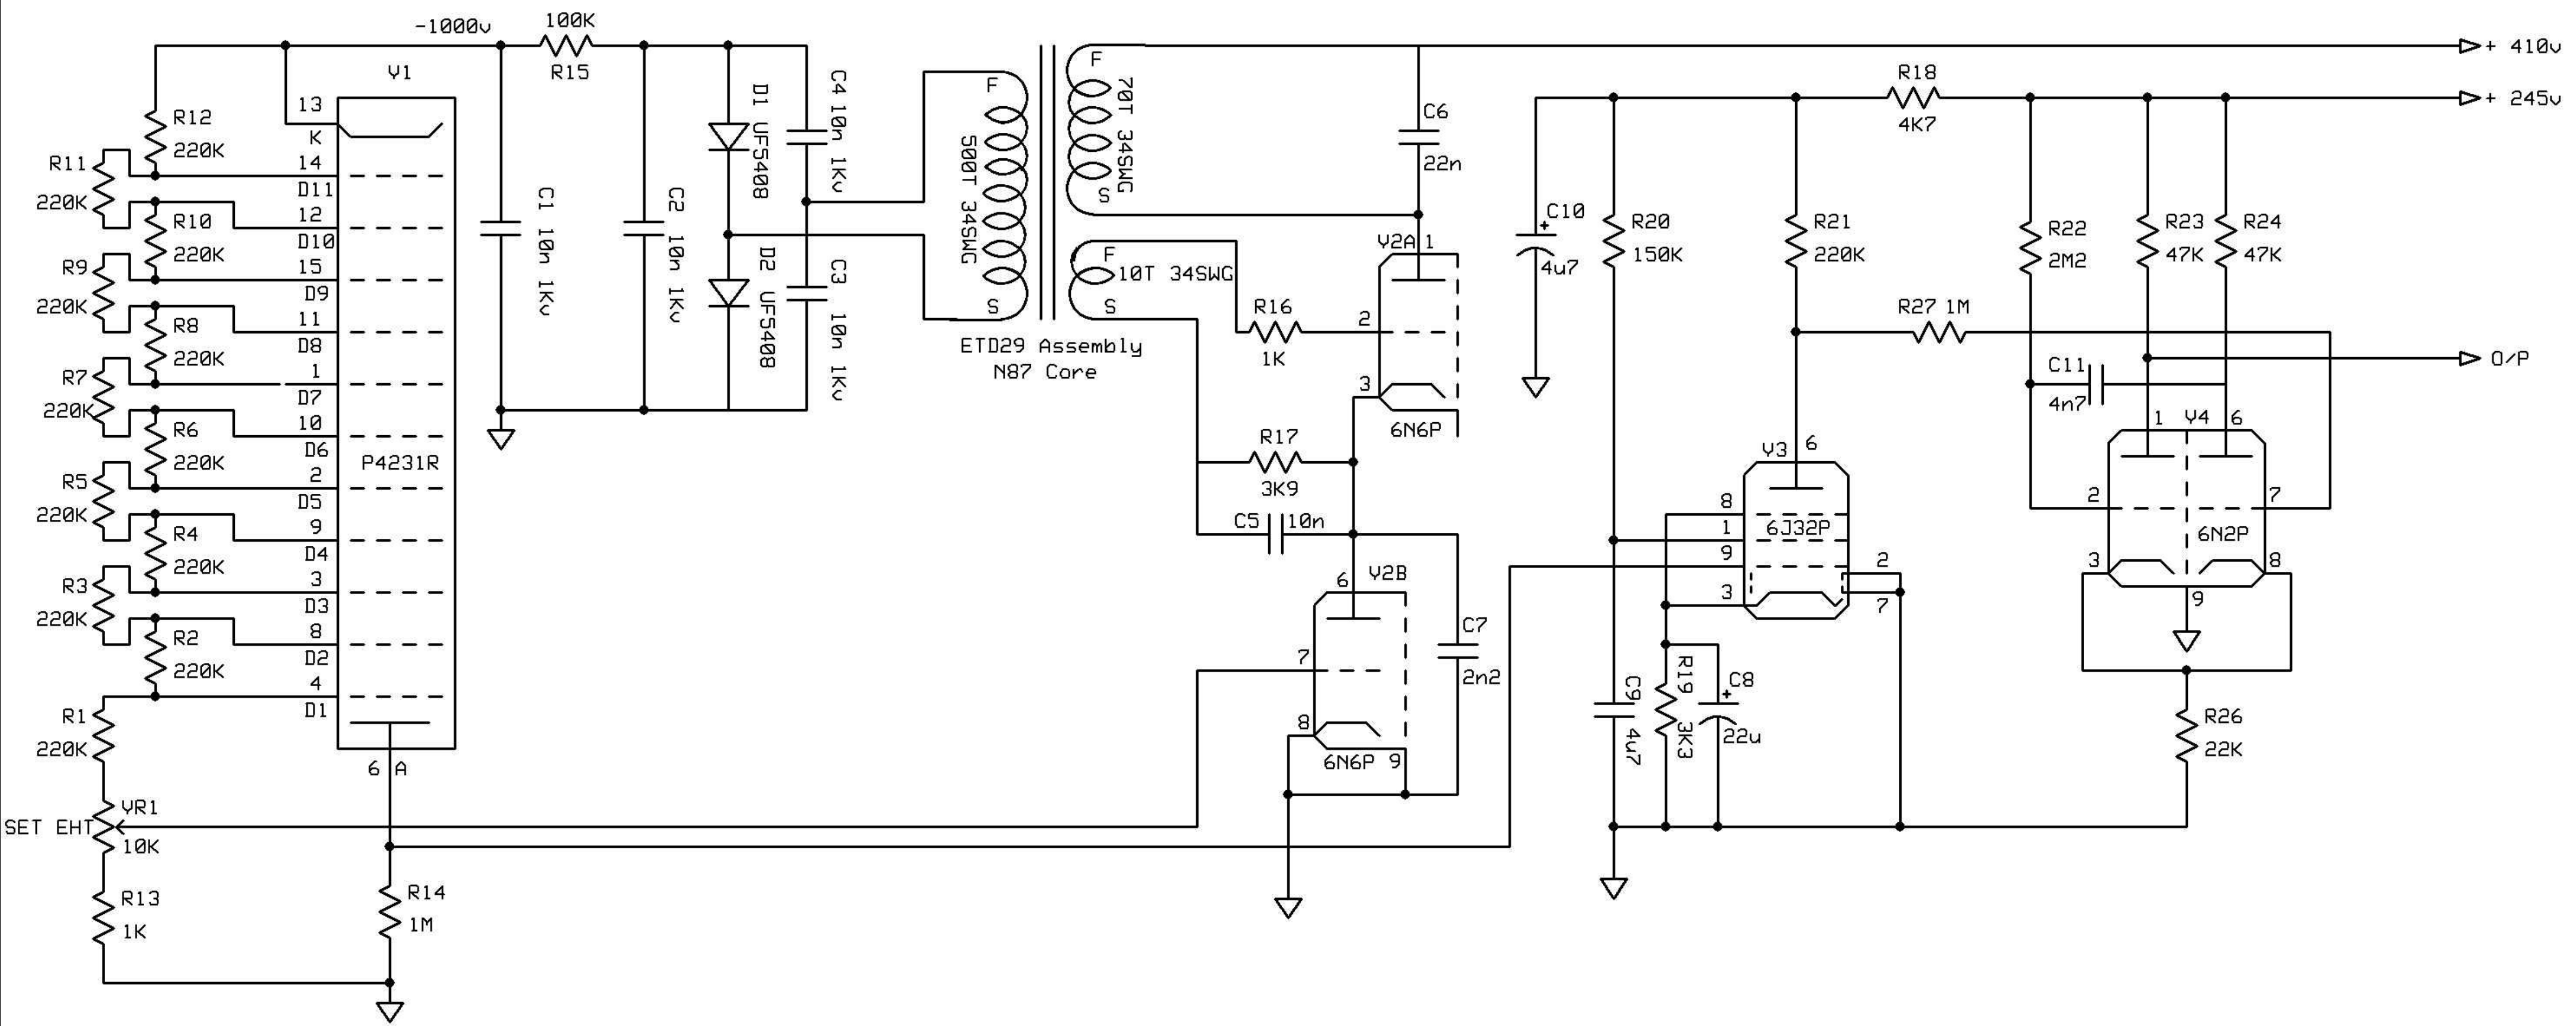 -1000v
100K
R15
V1
13
K
R12
220K
14
D11
R11
220K
12
D10
R10
220K
15
D9
R9
220K
11
D8
R8
220K
1
D7
R7
220K
10
D6
R6
220K
P4231R
2
D5
R5
220K
9
D4
R4
220K
3
D3
R3
220K
8
D2
R2
220K
4
D1
R1
220K
6 A
VR1
SET EHT
10K
R13
1K
R14
1M
C1 10n 1Kv
C2 10n 1Kv
D1 UF5408
D2 UF5408
C4 10n 1Kv
C3 10n 1Kv
F
500T 34SWG
S
F
70T 34SWG
S
F
10T 34SWG
S
ETD29 Assembly
N87 Core
C6
22n
V2A 1
2
3
6N6P
R16
1K
R17
3K9
C5 10n
6 V2B
7
8
6N6P 9
C7
2n2
+ 410v
+ 245v
R18
4K7
C10
+
4u7
R20
150K
R21
220K
R22
2M2
R23
47K
R24
47K
R27 1M
O/P
C11
4n7
V3 6
8
1
9
3
6J32P
2
7
1 V4 6
2
7
6N2P
3
8
9
C9 4u7
R19 3K3
C8
+
22u
R26
22K